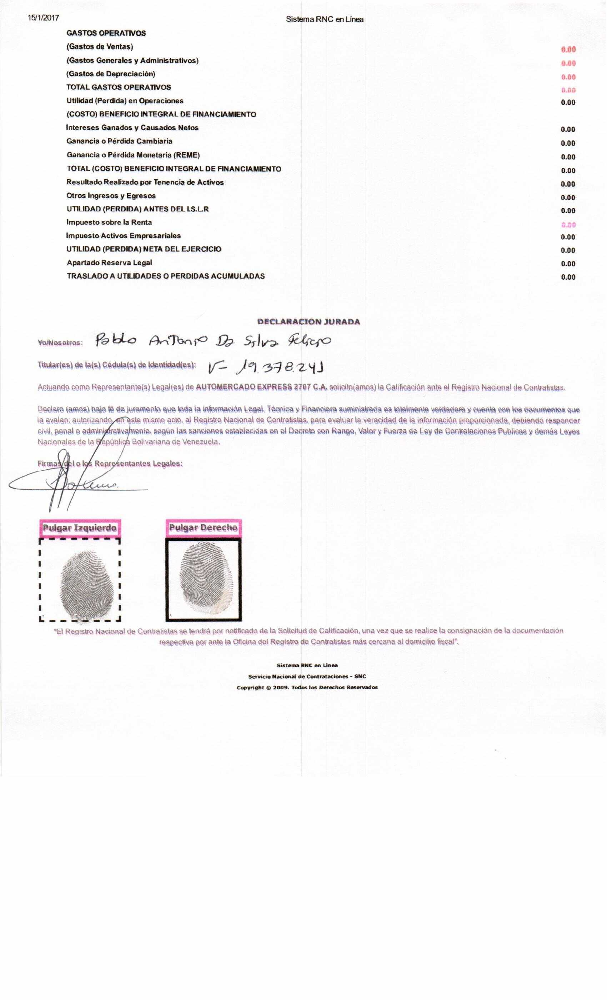 15/1/2017 Sistema RNC en Línea
GASTOS OPERATIVOS
(Gastos de Ventas) 0.00
(Gastos Generales y Administrativos) 0.00
(Gastos de Depreciación) 0.00
TOTAL GASTOS OPERATIVOS 0.00
Utilidad (Perdida) en Operaciones 0.00
(COSTO) BENEFICIO INTEGRAL DE FINANCIAMIENTO
Intereses Ganados y Causados Netos 0.00
Ganancia o Pérdida Cambiaria 0.00
Ganancia o Pérdida Monetaria (REME) 0.00
TOTAL (COSTO) BENEFICIO INTEGRAL DE FINANCIAMIENTO 0.00
Resultado Realizado por Tenencia de Activos 0.00
Otros Ingresos y Egresos 0.00
UTILIDAD (PERDIDA) ANTES DEL I.S.L.R 0.00
Impuesto sobre la Renta 0.00
Impuesto Activos Empresariales 0.00
UTILIDAD (PERDIDA) NETA DEL EJERCICIO 0.00
Apartado Reserva Legal 0.00
TRASLADO A UTILIDADES O PERDIDAS ACUMULADAS 0.00
DECLARACION JURADA
Yo/Nosotros: Pablo Antonio Da Silva
Titular(es) de la(s) Cédula(s) de Identidad(es): V- 19.378.241
Actuando como Representante(s) Legal(es) de AUTOMERCADO EXPRESS 2707 C.A. solicito(amos) la Calificación ante el Registro Nacional de Contratistas.
Declaro (amos) bajo fé de juramento que toda la información Legal, Técnica y Financiera suministrada es totalmente verdadera y cuenta con los documentos que
la avalan; autorizando, en este mismo acto, al Registro Nacional de Contratistas, para evaluar la veracidad de la información proporcionada, debiendo responder
civil, penal o administrativamente, según las sanciones establecidas en el Decreto con Rango, Valor y Fuerza de Ley de Contrataciones Publicas y demás Leyes
Nacionales de la República Bolivariana de Venezuela.
Firmas del o los Representantes Legales:
Pulgar Izquierdo Pulgar Derecho
"El Registro Nacional de Contratistas se tendrá por notificado de la Solicitud de Calificación, una vez que se realice la consignación de la documentación
respectiva por ante la Oficina del Registro de Contratistas más cercana al domicilio fiscal".
Sistema RNC en Linea
Servicio Nacional de Contrataciones - SNC
Copyright © 2009. Todos los Derechos Reservados